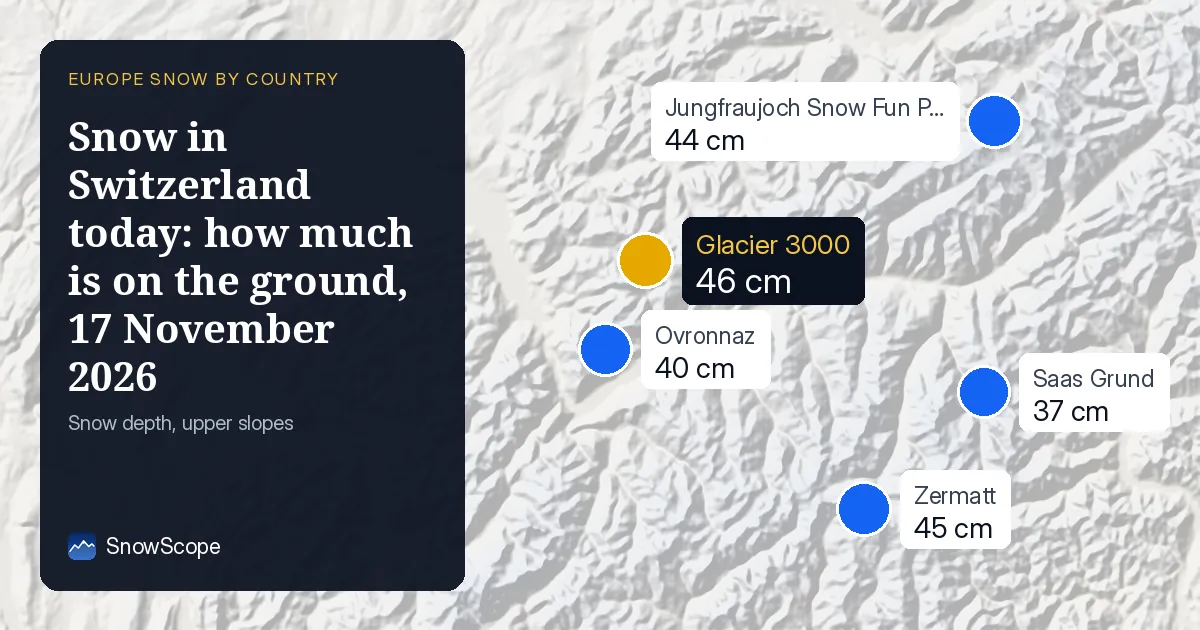 EUROPE SNOW BY COUNTRY
Snow in
Switzerland
today: how much
is on the ground,
17 November
2026
Snow depth, upper slopes
SnowScope
Jungfraujoch Snow Fun P...
44 cm
Glacier 3000
46 cm
Ovronnaz
40 cm
Saas Grund
37 cm
Zermatt
45 cm